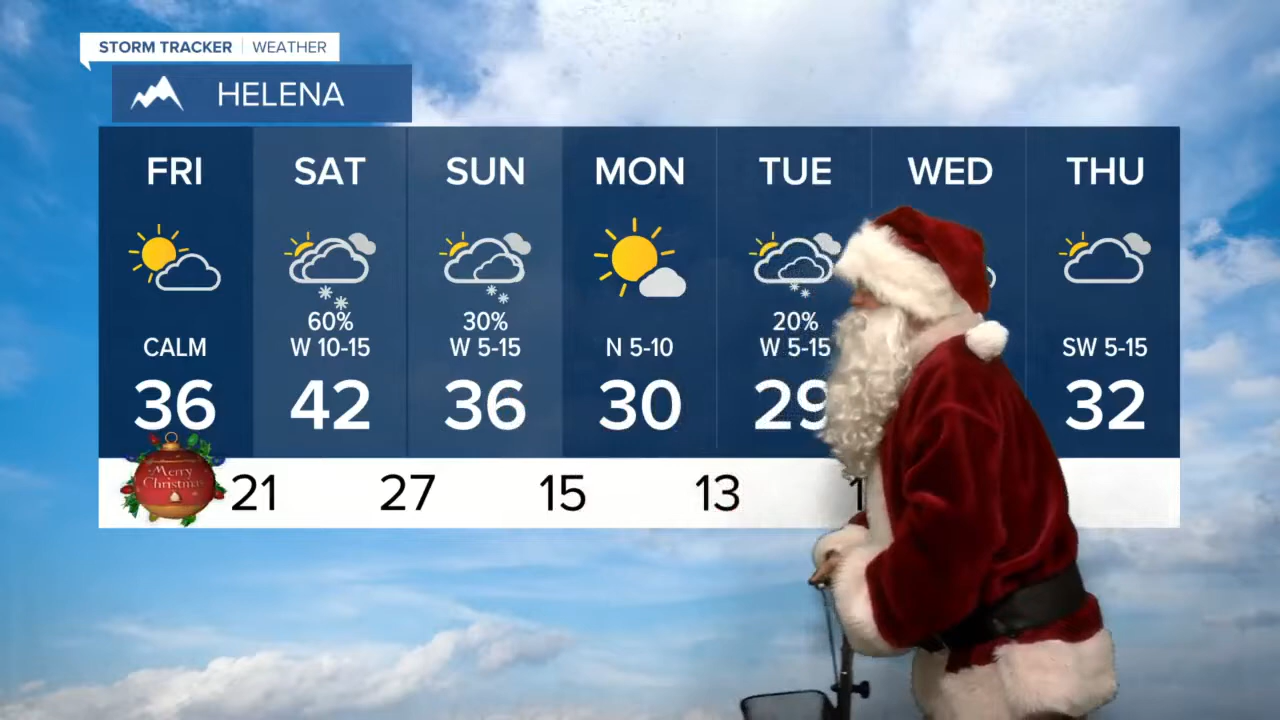 STORM TRACKER | WEATHER
HELENA
FRI SAT SUN MON TUE WED THU
60% 30% 20%
CALM W 10-15 W 5-15 N 5-10 W 5-15 SW 5-15
36 42 36 30 29 32
Merry
Christmas
21 27 15 13